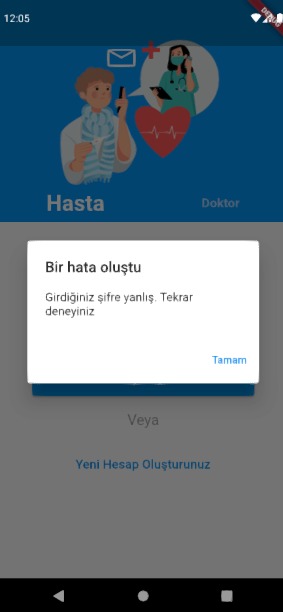 12:05
DEBUG
Hasta
Doktor
Bir hata oluştu
Girdiğiniz şifre yanlış. Tekrar
deneyiniz
Tamam
Veya
Yeni Hesap Oluşturunuz